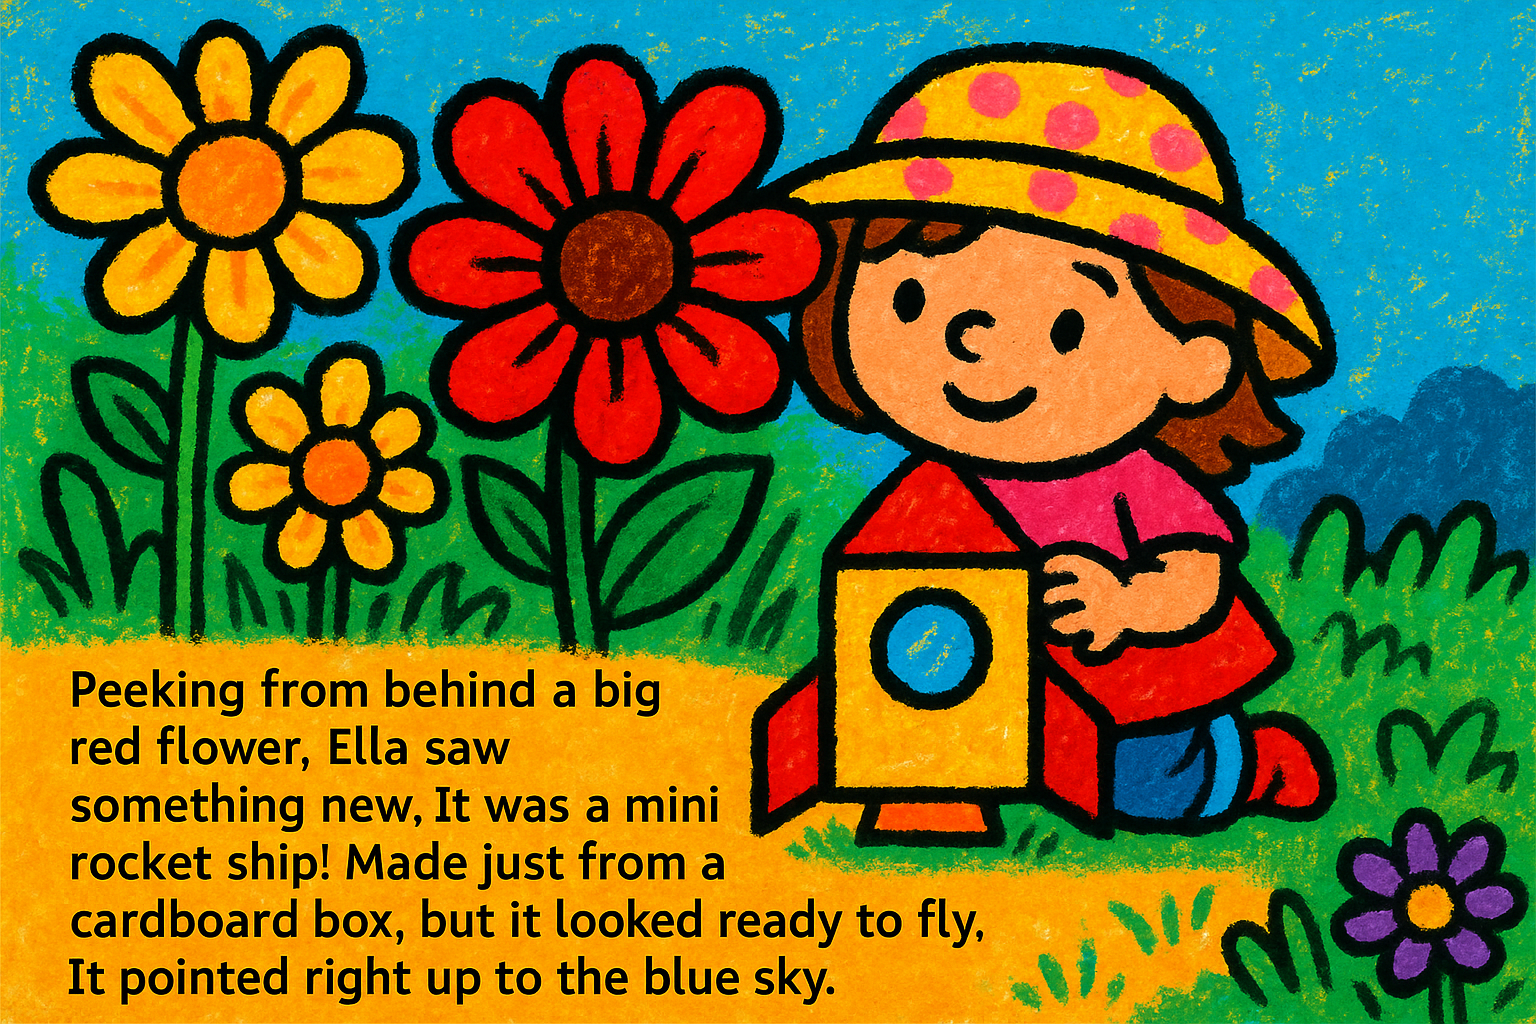 Peeking from behind a big
red flower, Ella saw
something new, It was a mini
rocket ship! Made just from a
cardboard box, but it looked ready to fly,
It pointed right up to the blue sky.